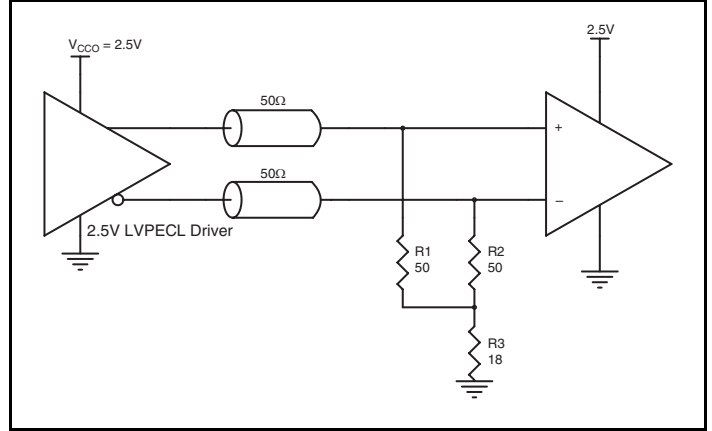 2.5V
V_CCO = 2.5V
50Ω
+
50Ω
–
2.5V LVPECL Driver
R1
50
R2
50
R3
18